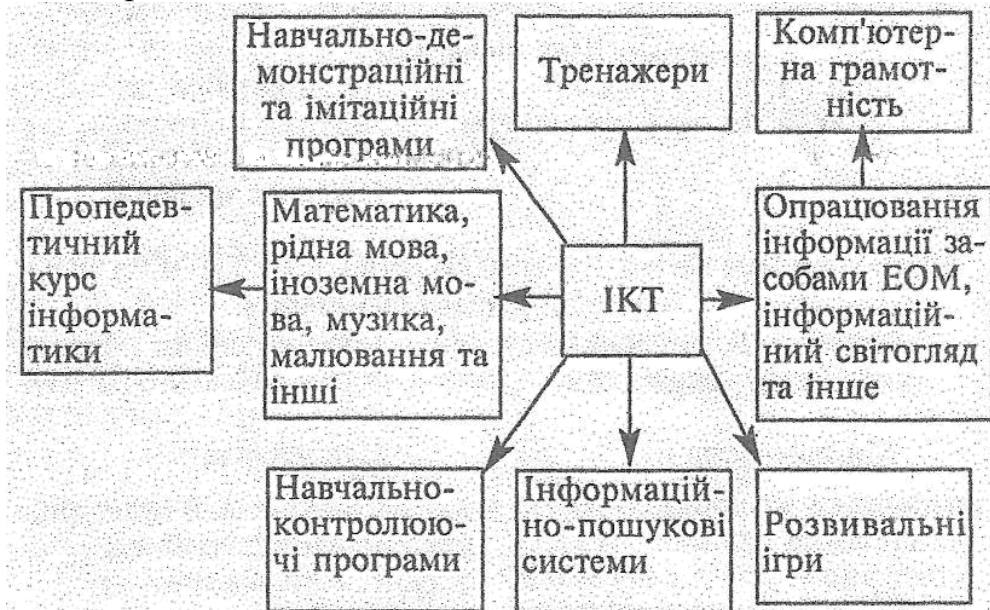 Навчально-де-
монстраційні
та імітаційні
програми
Тренажери
Комп'ютер-
на грамот-
ність
Пропедев-
тичний
курс
інформа-
тики
Математика,
рідна мова,
іноземна мо-
ва, музика,
малювання та
інші
ІКТ
Опрацювання
інформації за-
собами ЕОМ,
інформацій-
ний світогляд
та інше
Навчально-
контролюю-
чі програми
Інформацій-
но-пошукові
системи
Розвивальні
ігри